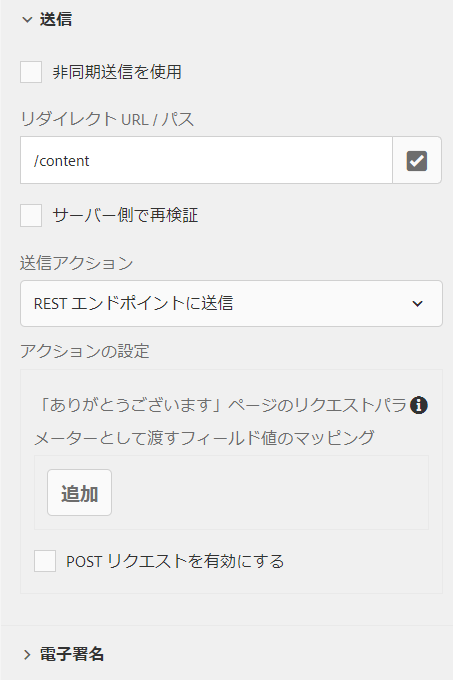 送信
非同期送信を使用
リダイレクト URL / パス
/content
サーバー側で再検証
送信アクション
REST エンドポイントに送信
アクションの設定
「ありがとうございます」ページのリクエストパラ
メーターとして渡すフィールド値のマッピング
追加
POST リクエストを有効にする
電子署名